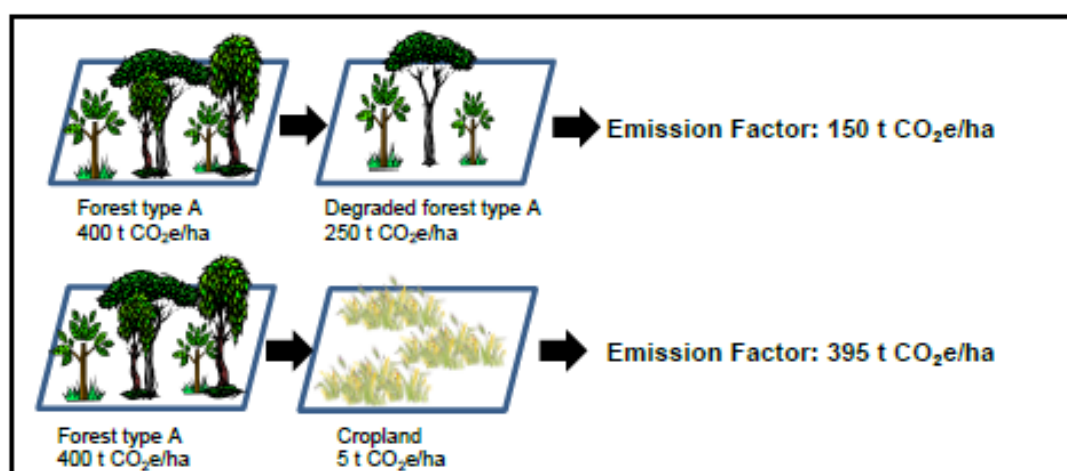 Emission Factor: 150 t CO₂e/ha
Forest type A
400 t CO₂e/ha
Degraded forest type A
250 t CO₂e/ha
Emission Factor: 395 t CO₂e/ha
Forest type A
400 t CO₂e/ha
Cropland
5 t CO₂e/ha